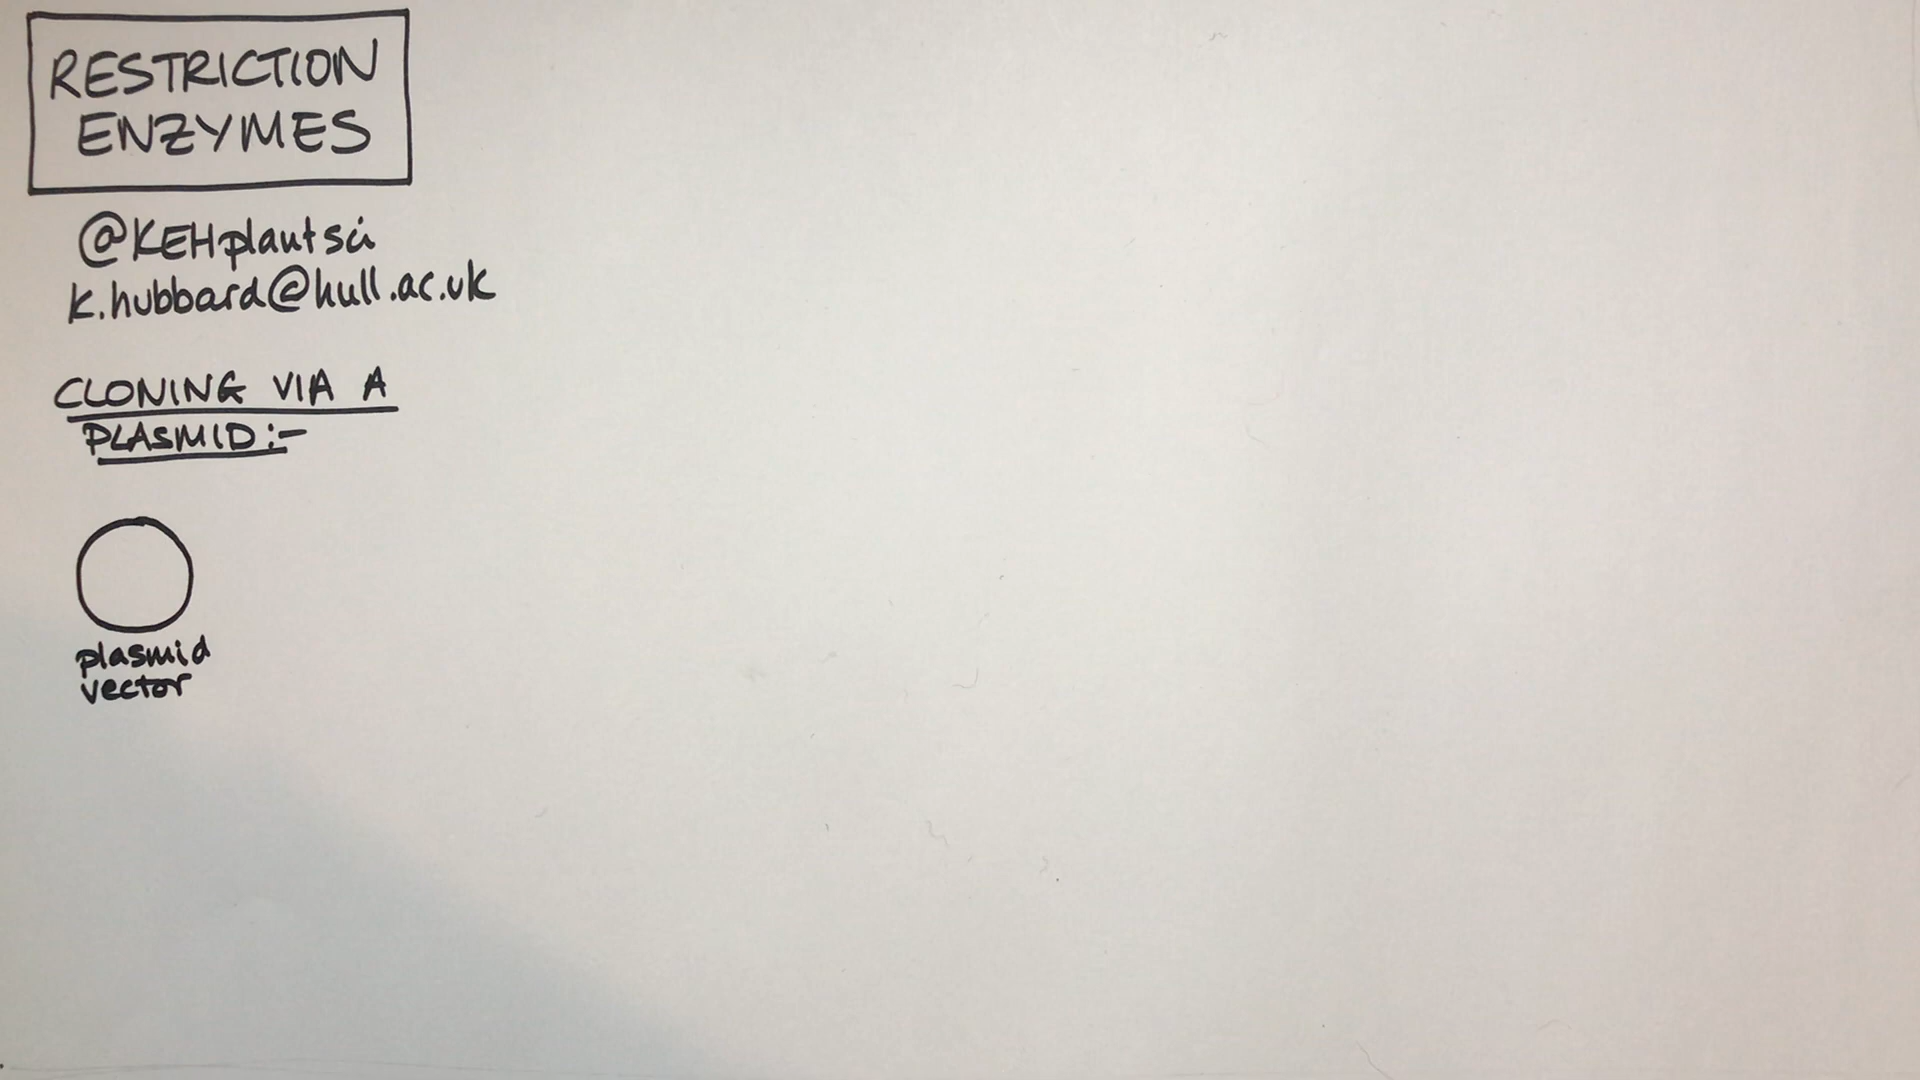 RESTRICTION
ENZYMES
@KEHplantsci
k.hubbard@hull.ac.uk
CLONING VIA A
PLASMID:-
plasmid
vector